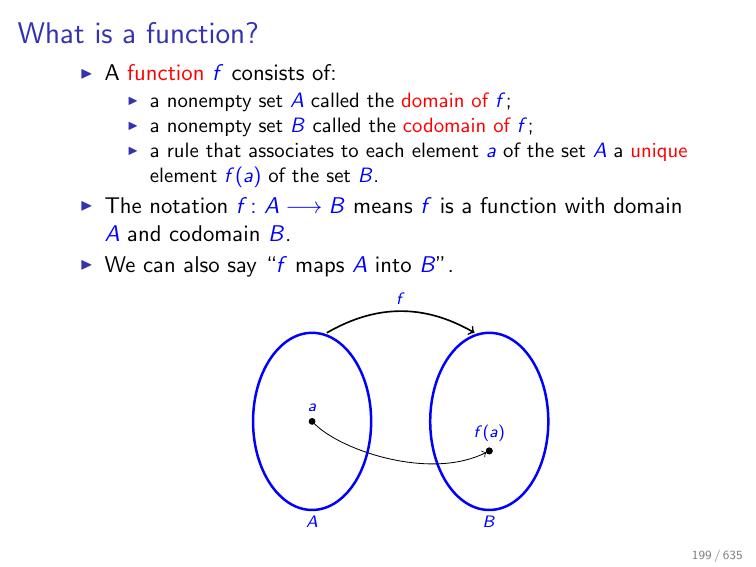 What is a function?
▶ A function f consists of:
▶ a nonempty set A called the domain of f;
▶ a nonempty set B called the codomain of f;
▶ a rule that associates to each element a of the set A a unique
element f(a) of the set B.
▶ The notation f : A ⟶ B means f is a function with domain
A and codomain B.
▶ We can also say “f maps A into B”.
f
a
f(a)
A
B
199 / 635